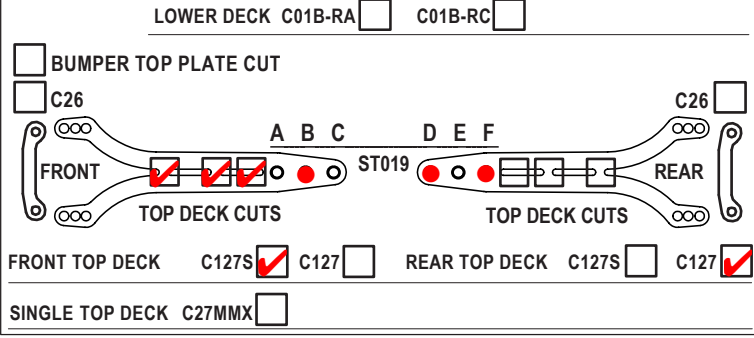 LOWER DECK C01B-RA C01B-RC
BUMPER TOP PLATE CUT
C26 C26
A B C D E F
FRONT ST019 REAR
TOP DECK CUTS TOP DECK CUTS
FRONT TOP DECK C127S C127 REAR TOP DECK C127S C127
SINGLE TOP DECK C27MMX